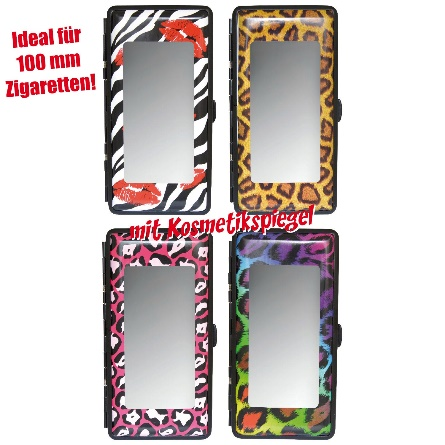 Ideal für
100 mm
Zigaretten!
mit Kosmetikspiegel